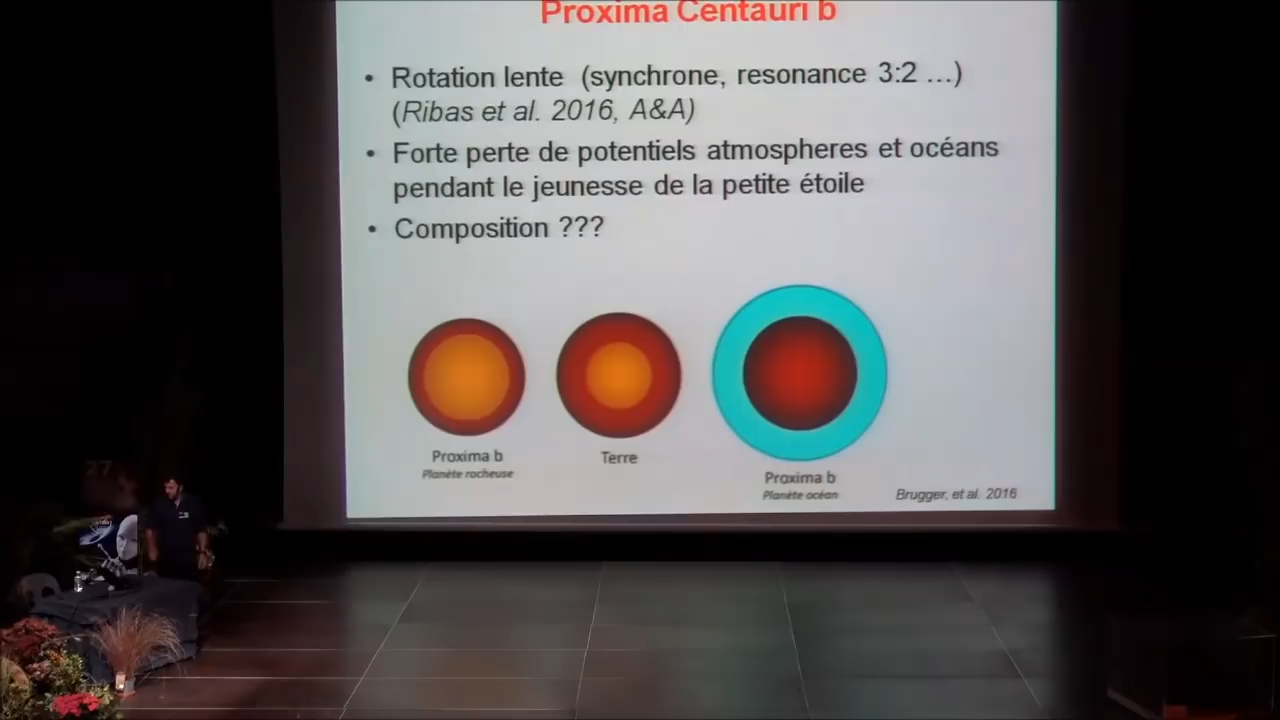 Proxima Centauri b
• Rotation lente (synchrone, resonance 3:2 ...)
(Ribas et al. 2016, A&A)
• Forte perte de potentiels atmospheres et océans
pendant le jeunesse de la petite étoile
• Composition ???
Proxima b
Planète rocheuse
Terre
Proxima b
Planète océan
Brugger, et al. 2016
27